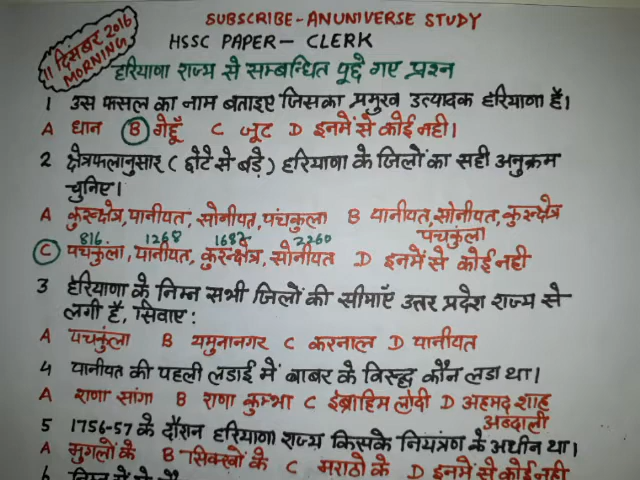 SUBSCRIBE-ANUNIVERSE STUDY
11 दिसंबर 2016
MORNING
HSSC PAPER- CLERK
हरियाणा राज्य से सम्बन्धित पूछे गए प्रश्न
1 उस फसल का नाम बताइए जिसका प्रमुख उत्पादक हरियाणा है।
A धान B गेहूँ C जूट D इनमें से कोई नही।
2 क्षेत्रफलानुसार (छोटे से बड़े) हरियाणा के जिलों का सही अनुक्रम
चुनिए।
A कुरुक्षेत्र, पानीपत, सोनीपत, पंचकुला B पानीपत, सोनीपत, कुरुक्षेत्र
पंचकुला
816 1268 1682 2260
C पंचकुला, पानीपत, कुरुक्षेत्र, सोनीपत D इनमें से कोई नही
3 हरियाणा के निम्न सभी जिलों की सीमाएँ उत्तर प्रदेश राज्य से
लगी है, सिवाए:
A पंचकुला B यमुनानगर C करनाल D पानीपत
4 पानीपत की पहली लडाई में बाबर के विरुद्ध कौन लडा था।
A राणा सांगा B राणा कुम्भा C इंब्राहिम लोदी D अहमद शाह
अब्दाली
5 1756-57 के दौरान हरियाणा राज्य किसके नियंत्रण के अधीन था।
A मुगलों के B सिक्खों के C मराठो के D इनमें से कोई नही
6